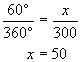 60°/360° = x/300
x = 50